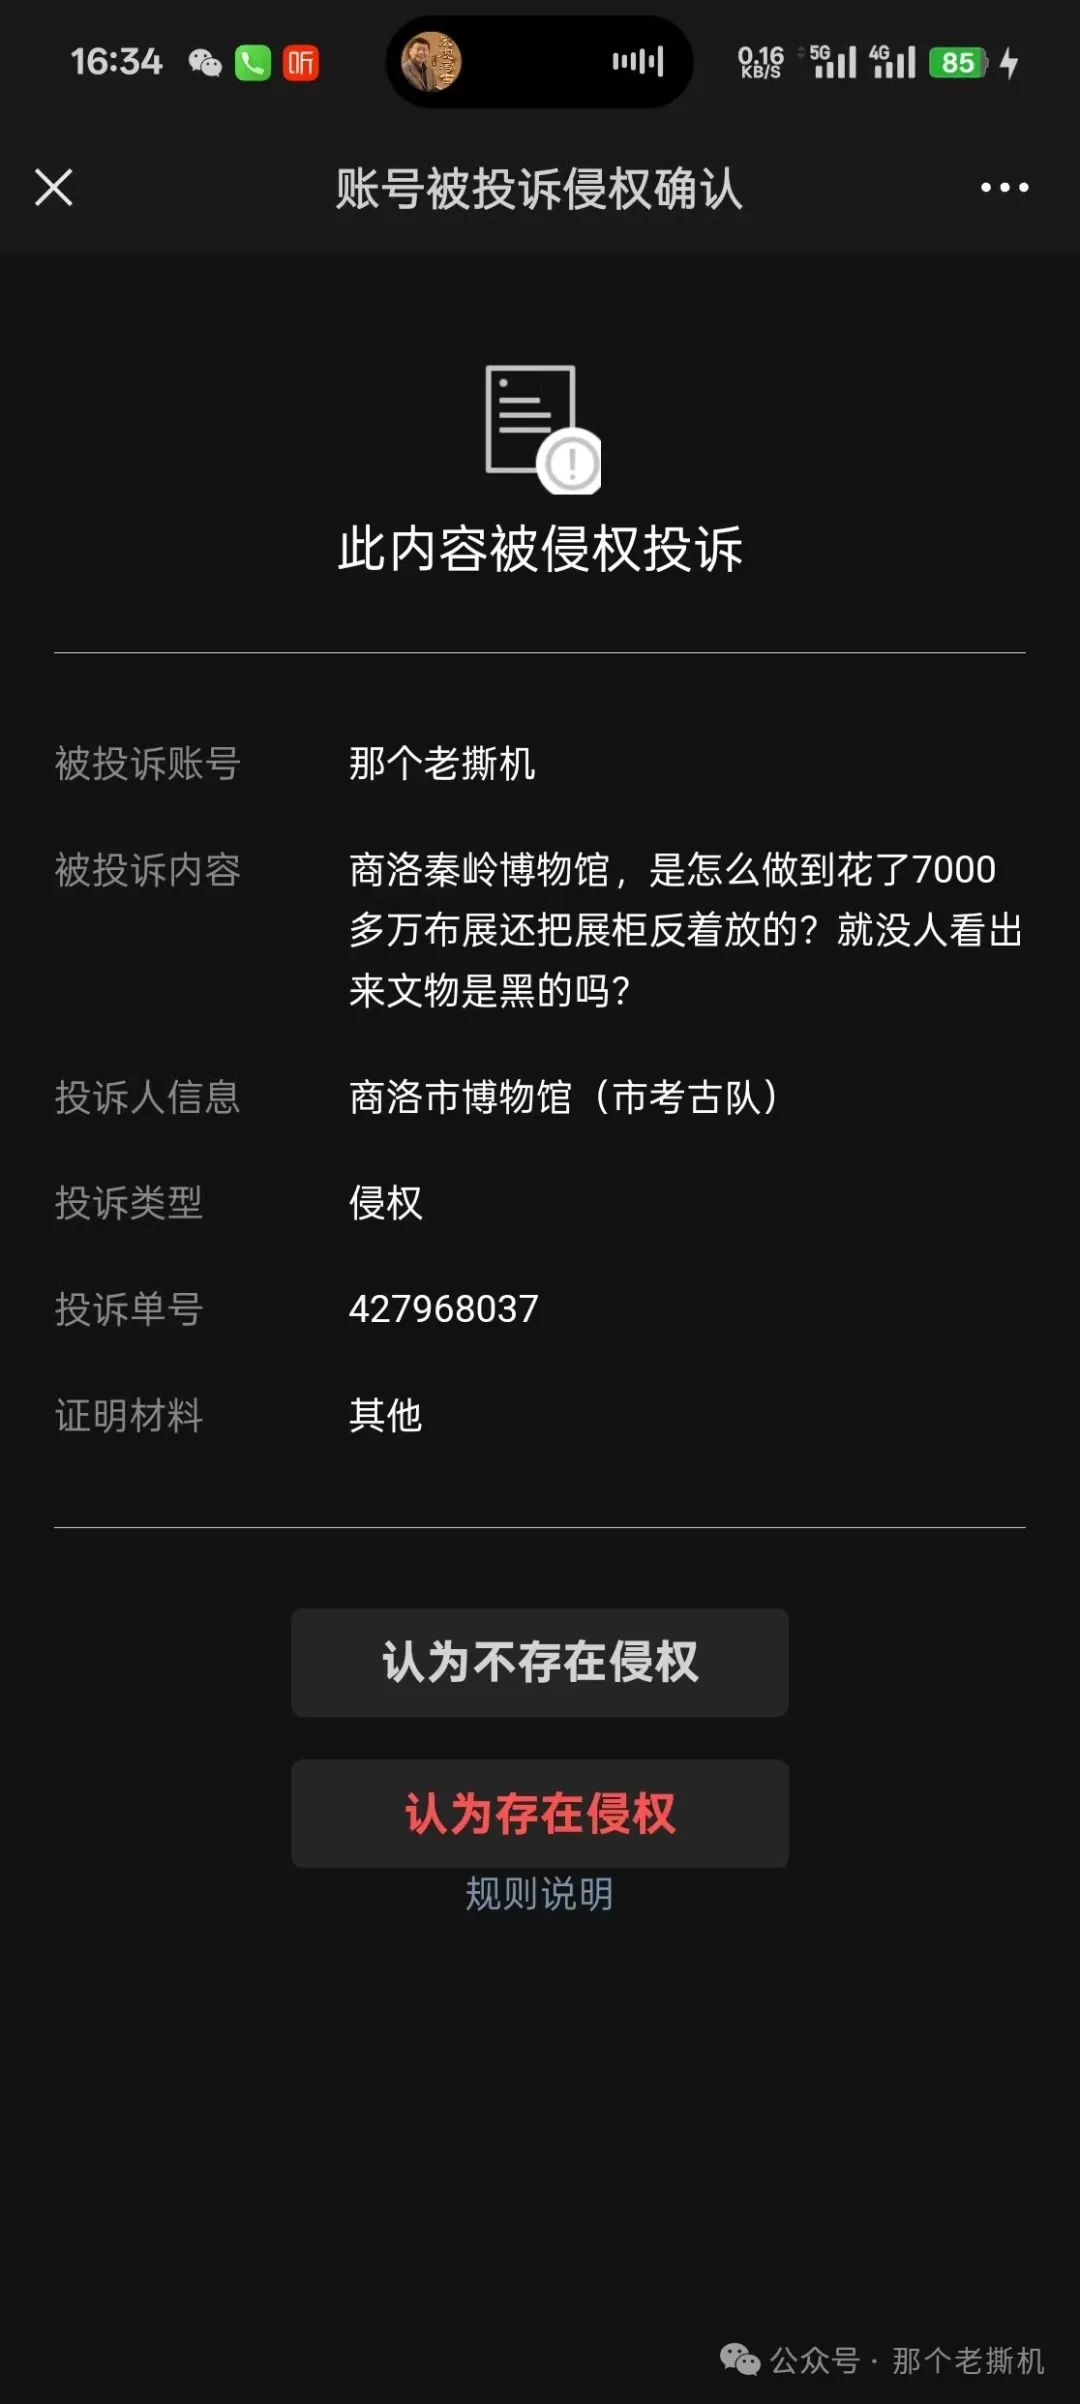 16:34
听
0.16
KB/S
5G
4G
85
账号被投诉侵权确认
此内容被侵权投诉
被投诉账号 那个老撕机
被投诉内容 商洛秦岭博物馆，是怎么做到花了7000
多万布展还把展柜反着放的？就没人看出
来文物是黑的吗？
投诉人信息 商洛市博物馆（市考古队）
投诉类型 侵权
投诉单号 427968037
证明材料 其他
认为不存在侵权
认为存在侵权
规则说明
公众号 · 那个老撕机